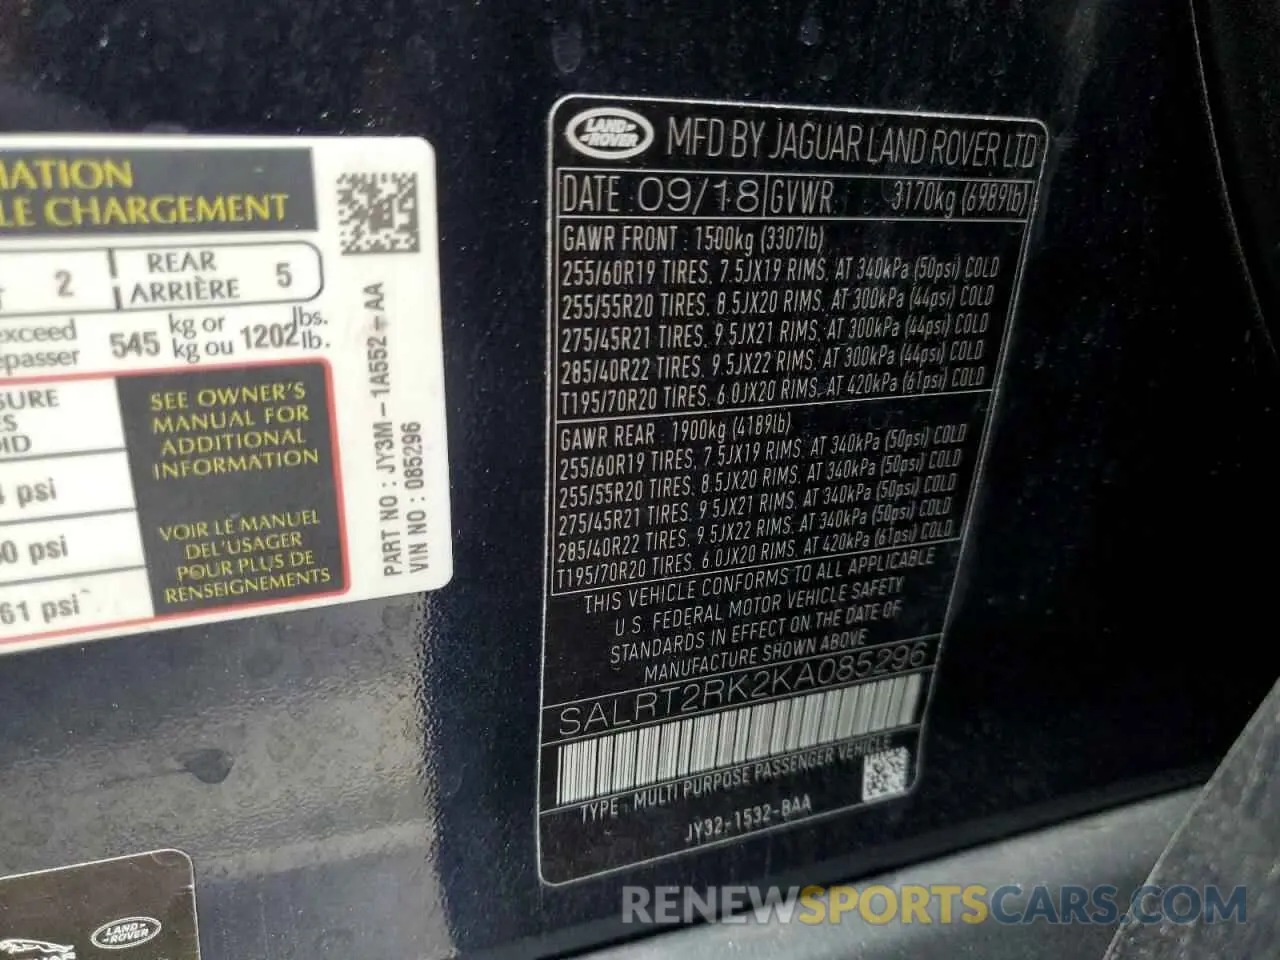 MATION
LE CHARGEMENT
2 REAR ARRIÈRE 5
exceed
épasser
545 kg or kg ou 1202 lbs. lb.
SURE
ES
OID
psi
0 psi
61 psi
SEE OWNER'S
MANUAL FOR
ADDITIONAL
INFORMATION
VOIR LE MANUEL
DEL'USAGER
POUR PLUS DE
RENSEIGNEMENTS
PART NO : JY3M-1A552-AA
VIN NO : 085296
LAND ROVER
MFD BY JAGUAR LAND ROVER LTD
DATE 09/18 GVWR 3170kg (6989lb)
GAWR FRONT : 1500kg (3307lb)
255/60R19 TIRES, 7.5JX19 RIMS, AT 340kPa (50psi) COLD
255/55R20 TIRES, 8.5JX20 RIMS, AT 300kPa (44psi) COLD
275/45R21 TIRES, 9.5JX21 RIMS, AT 300kPa (44psi) COLD
285/40R22 TIRES, 9.5JX22 RIMS, AT 300kPa (44psi) COLD
T195/70R20 TIRES, 6.0JX20 RIMS, AT 420kPa (61psi) COLD
GAWR REAR : 1900kg (4189lb)
255/60R19 TIRES, 7.5JX19 RIMS, AT 340kPa (50psi) COLD
255/55R20 TIRES, 8.5JX20 RIMS, AT 340kPa (50psi) COLD
275/45R21 TIRES, 9.5JX21 RIMS, AT 340kPa (50psi) COLD
285/40R22 TIRES, 9.5JX22 RIMS, AT 340kPa (50psi) COLD
T195/70R20 TIRES, 6.0JX20 RIMS, AT 420kPa (61psi) COLD
THIS VEHICLE CONFORMS TO ALL APPLICABLE
U.S. FEDERAL MOTOR VEHICLE SAFETY
STANDARDS IN EFFECT ON THE DATE OF
MANUFACTURE SHOWN ABOVE
SALRT2RK2KA085296
TYPE : MULTI PURPOSE PASSENGER VEHICLE
JY32-1532-BAA
LAND ROVER
RENEWSPORTSCARS.COM